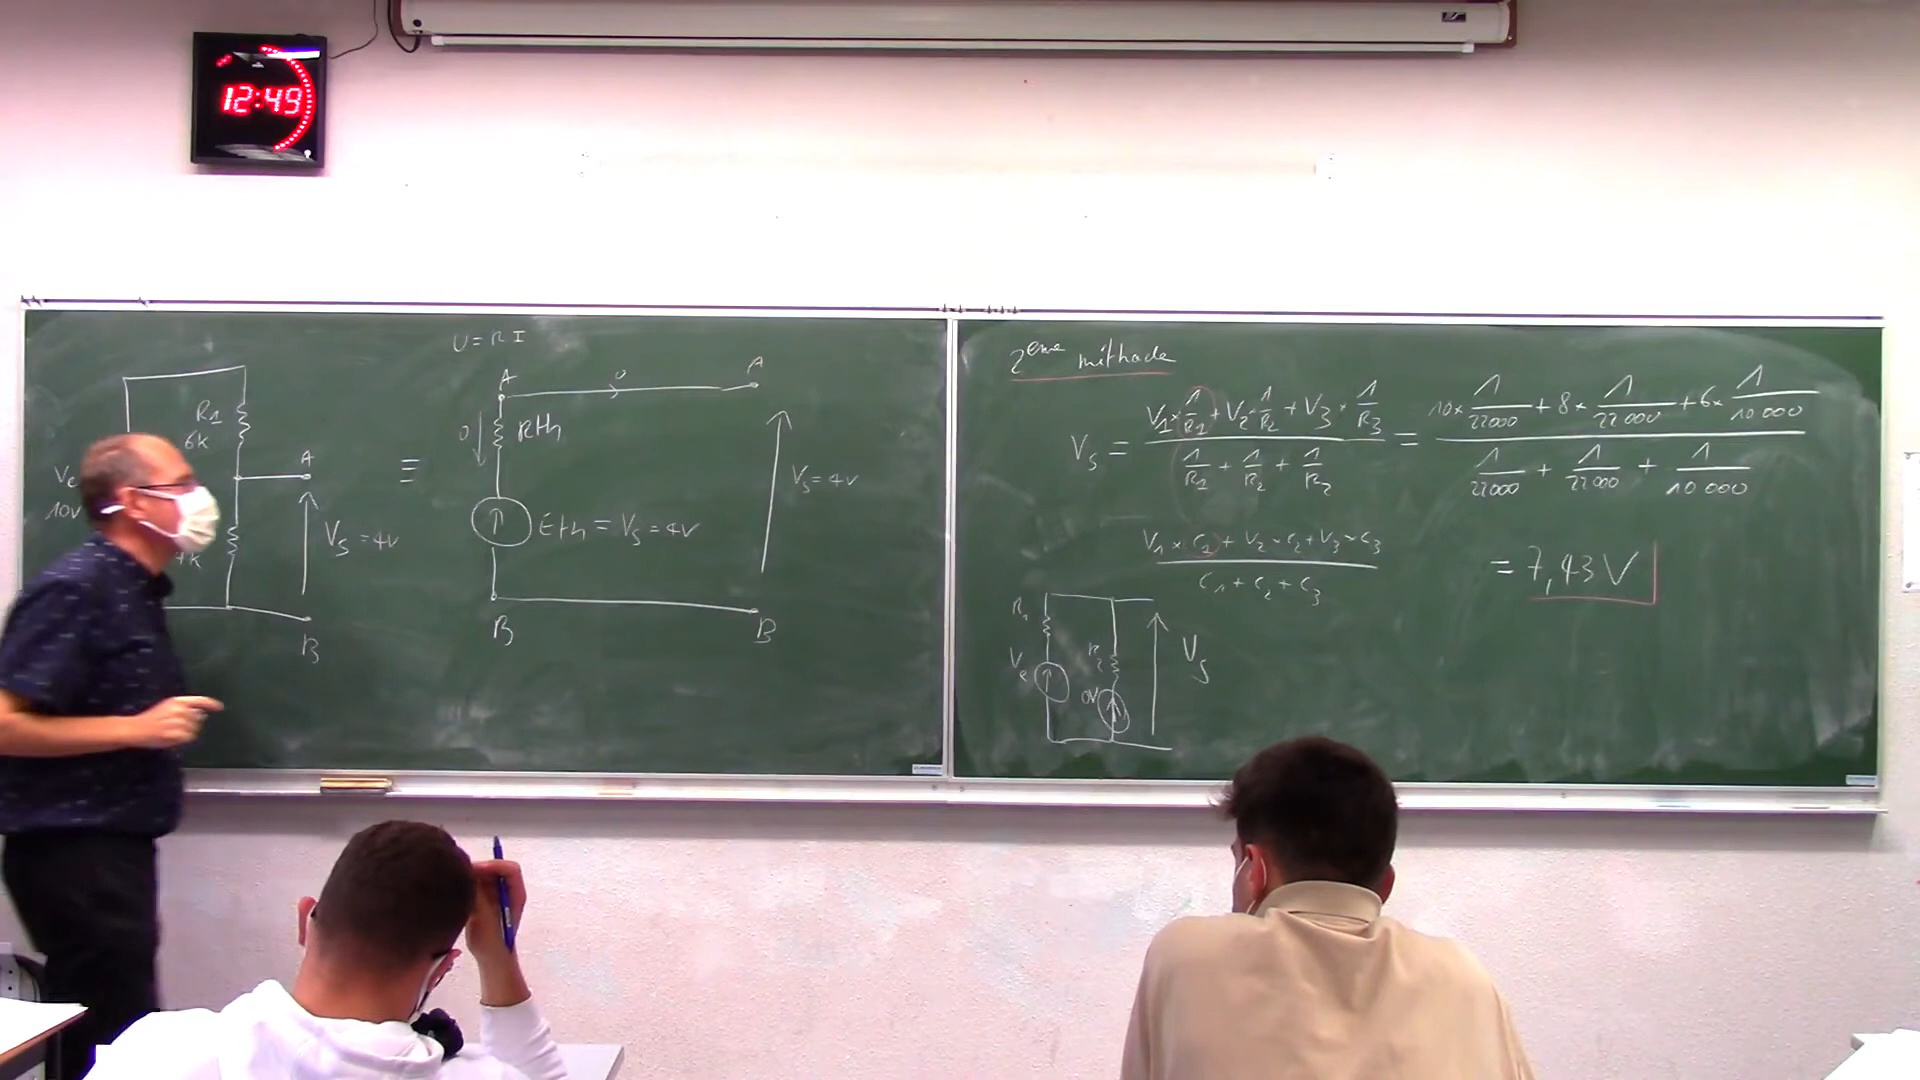 12:49
U = R I
R1
6k
A
Ve
10V
4k
VS = 4V
B
≡
A
0
A
0
Rth
Eth = VS = 4V
VS = 4V
B
B
2ème méthode
VS = (V1 × 1/R1 + V2 × 1/R2 + V3 × 1/R3) / (1/R1 + 1/R2 + 1/R2) = (10 × 1/22000 + 8 × 1/22000 + 6 × 1/10 000) / (1/22000 + 1/22000 + 1/10 000)
(V1 × C1 + V2 × C2 + V3 × C3) / (C1 + C2 + C3)
= 7,43 V
R1
Ve
R2
0V
VS